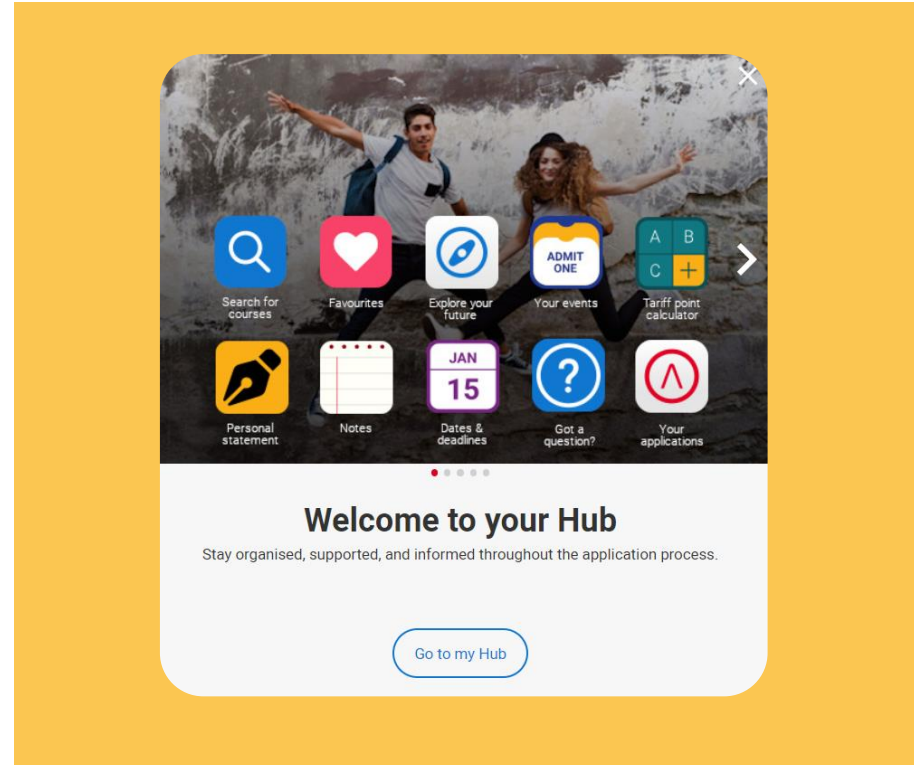 ADMIT
ONE
A B
C +
Search for
courses
Favourites
Explore your
future
Your events
Tariff point
calculator
JAN
15
?
Personal
statement
Notes
Dates &
deadlines
Got a
question?
Your
applications
Welcome to your Hub
Stay organised, supported, and informed throughout the application process.
Go to my Hub